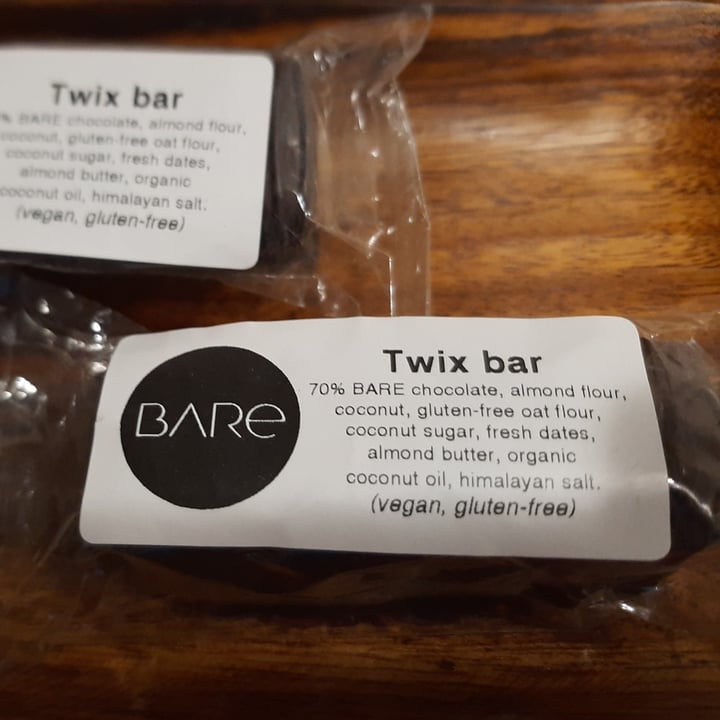 Twix bar
% BARE chocolate, almond flour,
coconut, gluten-free oat flour,
coconut sugar, fresh dates,
almond butter, organic
coconut oil, himalayan salt.
(vegan, gluten-free)
BARE
Twix bar
70% BARE chocolate, almond flour,
coconut, gluten-free oat flour,
coconut sugar, fresh dates,
almond butter, organic
coconut oil, himalayan salt.
(vegan, gluten-free)